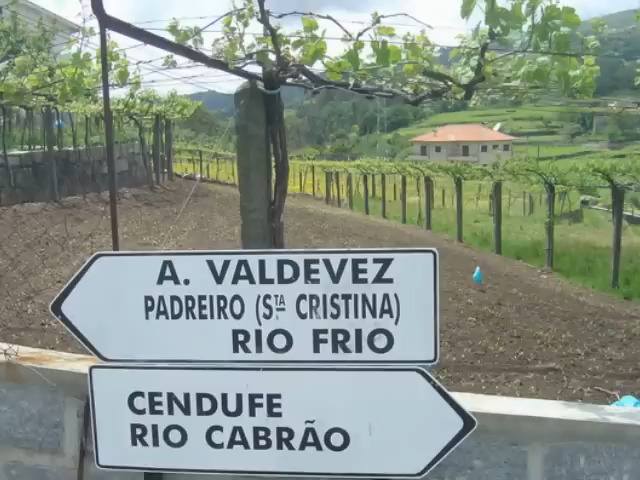 A. VALDEVEZ
PADREIRO (STA CRISTINA)
RIO FRIO
CENDUFE
RIO CABRÃO